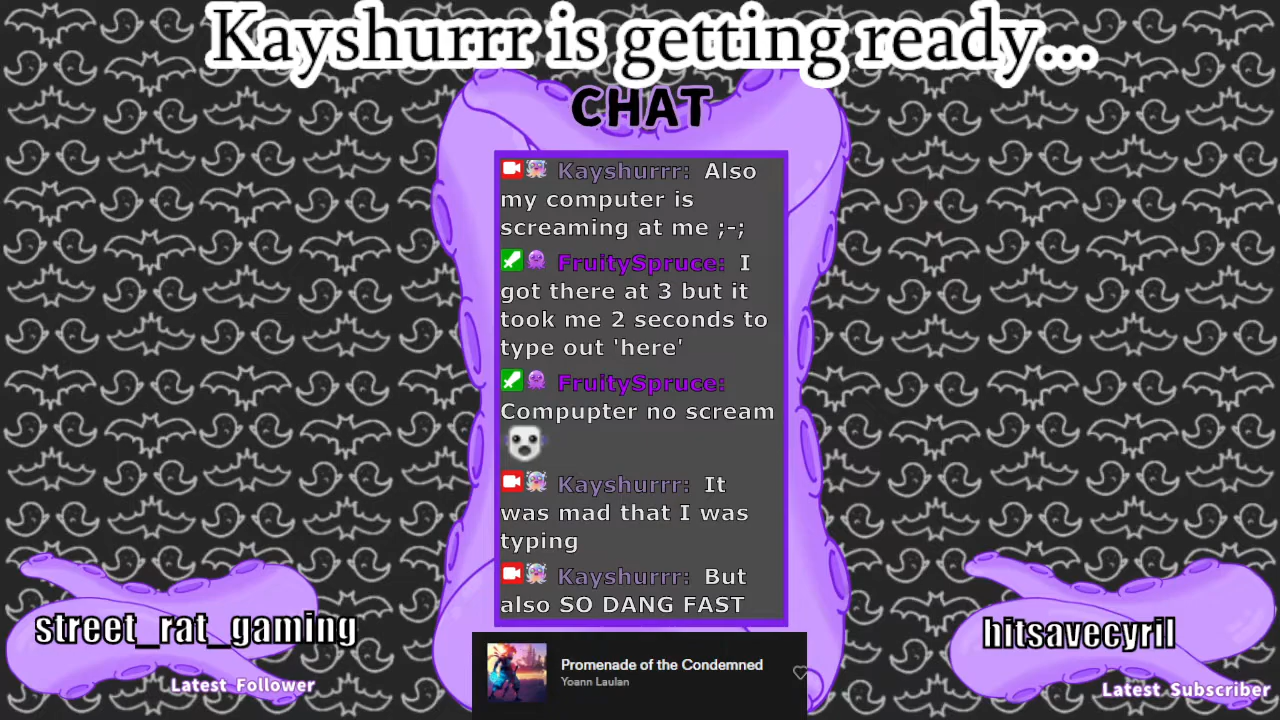 Kayshurrr is getting ready...
CHAT
Kayshurrr: Also
my computer is
screaming at me ;-;
FruitySpruce: I
got there at 3 but it
took me 2 seconds to
type out 'here'
FruitySpruce:
Compupter no scream
Kayshurrr: It
was mad that I was
typing
Kayshurrr: But
also SO DANG FAST
street_rat_gaming
Latest Follower
hitsavecyril
Latest Subscriber
Promenade of the Condemned
Yoann Laulan